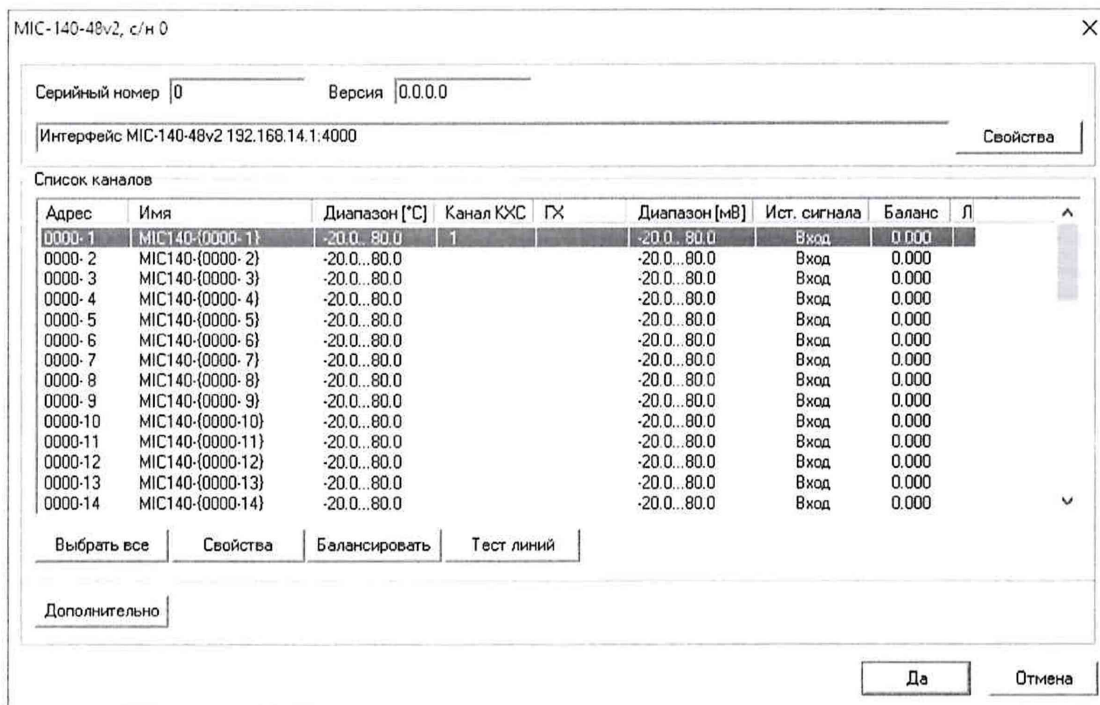 MIC-140-48v2, с/н 0
Серийный номер 0 Версия 0.0.0.0
Интерфейс MIC-140-48v2 192.168.14.1:4000 Свойства
Список каналов
Адрес Имя Диапазон [°C] Канал КХС ГХ Диапазон [мВ] Ист. сигнала Баланс Л
0000- 1 MIC140-{0000- 1} -20.0...80.0 1 -20.0...80.0 Вход 0.000
0000- 2 MIC140-{0000- 2} -20.0...80.0 -20.0...80.0 Вход 0.000
0000- 3 MIC140-{0000- 3} -20.0...80.0 -20.0...80.0 Вход 0.000
0000- 4 MIC140-{0000- 4} -20.0...80.0 -20.0...80.0 Вход 0.000
0000- 5 MIC140-{0000- 5} -20.0...80.0 -20.0...80.0 Вход 0.000
0000- 6 MIC140-{0000- 6} -20.0...80.0 -20.0...80.0 Вход 0.000
0000- 7 MIC140-{0000- 7} -20.0...80.0 -20.0...80.0 Вход 0.000
0000- 8 MIC140-{0000- 8} -20.0...80.0 -20.0...80.0 Вход 0.000
0000- 9 MIC140-{0000- 9} -20.0...80.0 -20.0...80.0 Вход 0.000
0000-10 MIC140-{0000-10} -20.0...80.0 -20.0...80.0 Вход 0.000
0000-11 MIC140-{0000-11} -20.0...80.0 -20.0...80.0 Вход 0.000
0000-12 MIC140-{0000-12} -20.0...80.0 -20.0...80.0 Вход 0.000
0000-13 MIC140-{0000-13} -20.0...80.0 -20.0...80.0 Вход 0.000
0000-14 MIC140-{0000-14} -20.0...80.0 -20.0...80.0 Вход 0.000
Выбрать все Свойства Балансировать Тест линий
Дополнительно
Да Отмена